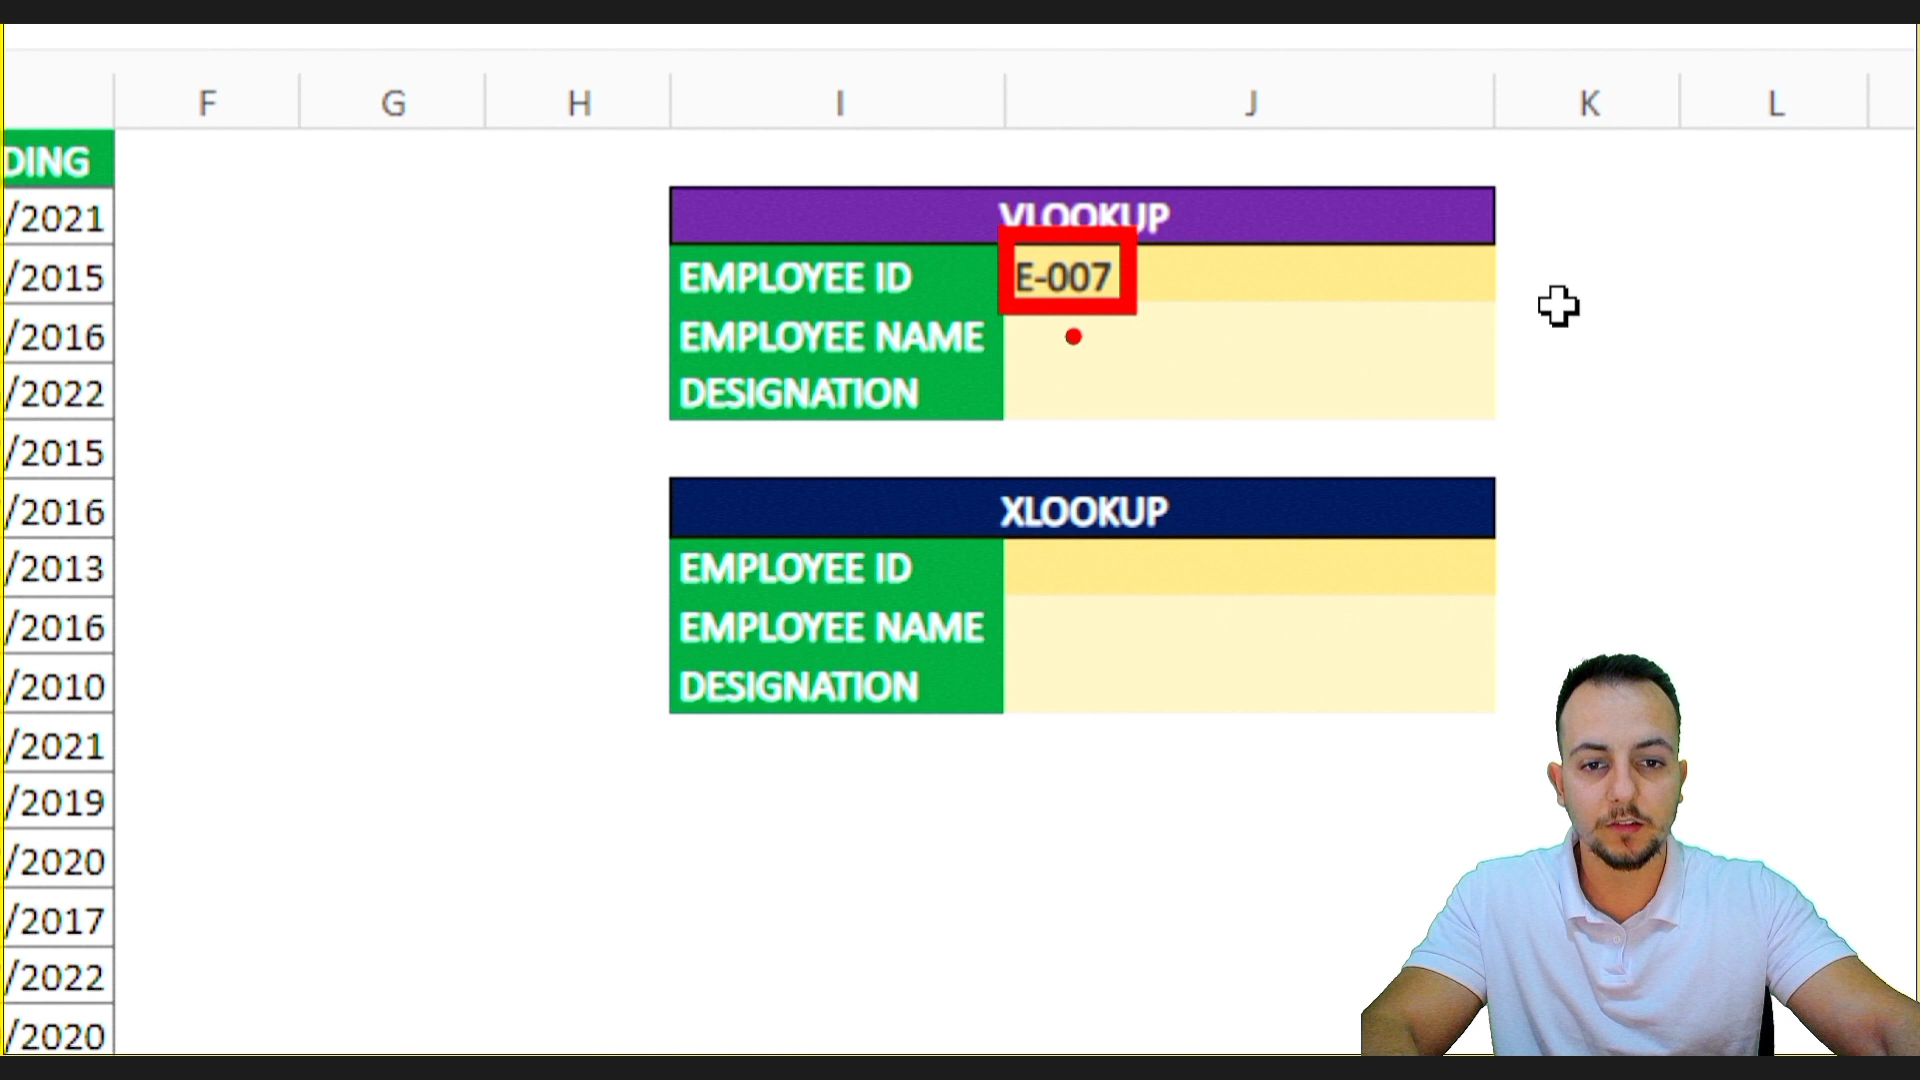 F G H I J K L
DING
/2021
/2015
/2016
/2022
/2015
/2016
/2013
/2016
/2010
/2021
/2019
/2020
/2017
/2022
/2020
VLOOKUP
EMPLOYEE ID E-007
EMPLOYEE NAME
DESIGNATION
XLOOKUP
EMPLOYEE ID
EMPLOYEE NAME
DESIGNATION